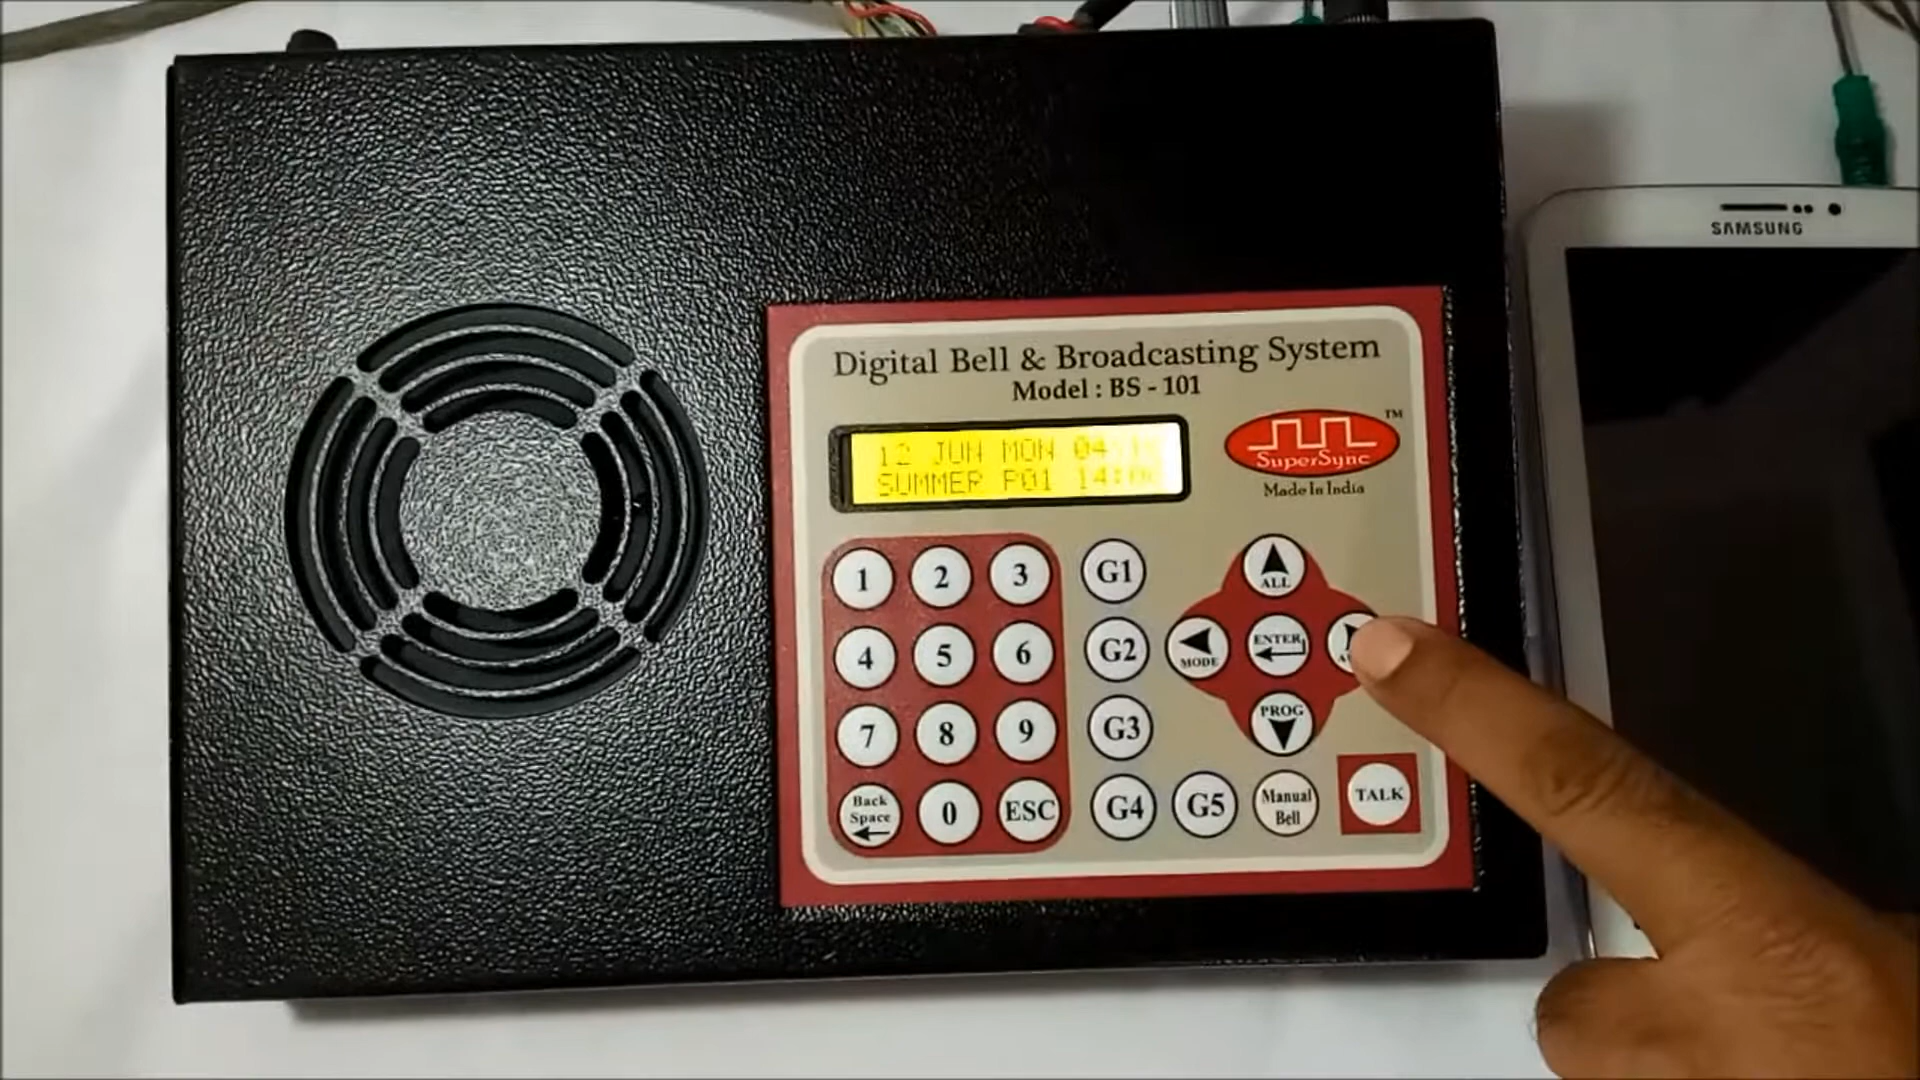 SAMSUNG
Digital Bell & Broadcasting System
Model : BS - 101
12 JUN MON
SUMMER P01
TM
SuperSync
Made In India
1 2 3 G1 ALL
4 5 6 G2 MODE ENTER
7 8 9 G3 PROG
Back Space 0 ESC G4 G5 Manual Bell TALK